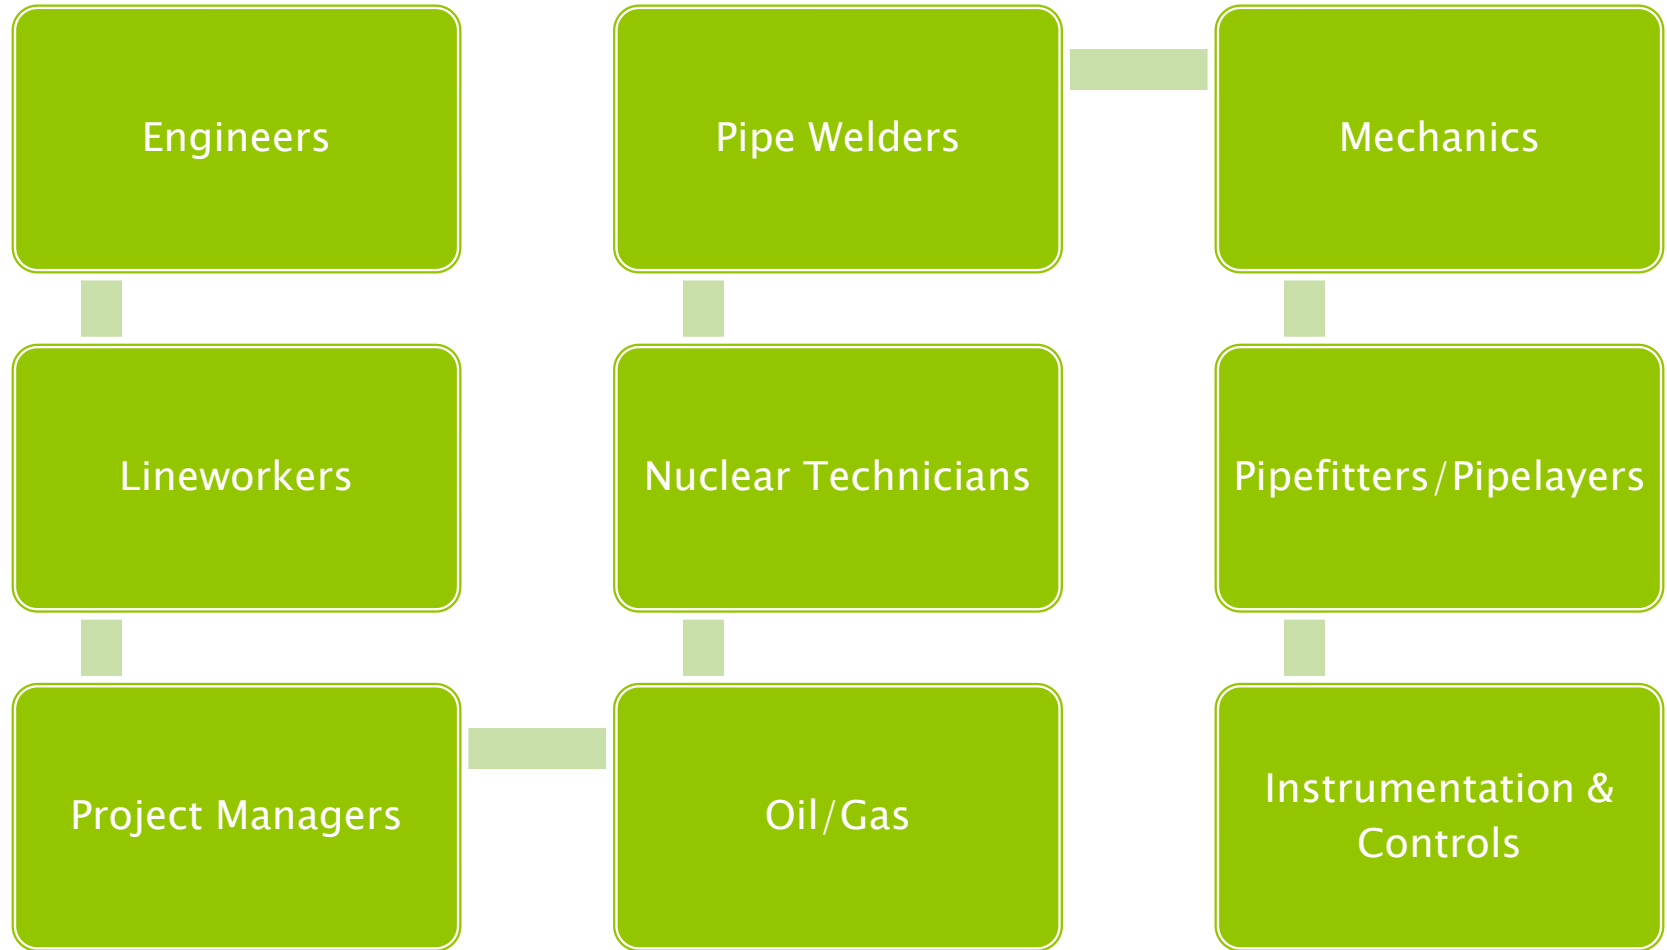 Engineers
Lineworkers
Project Managers
Oil/Gas
Nuclear Technicians
Pipe Welders
Mechanics
Pipefitters/Pipelayers
Instrumentation &
Controls